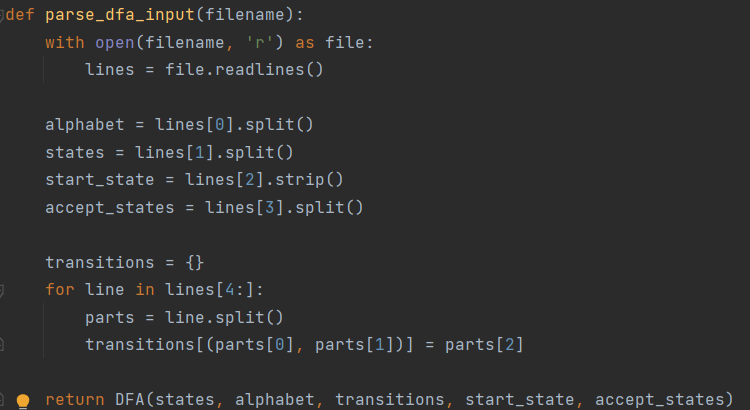 def parse_dfa_input(filename):
    with open(filename, 'r') as file:
        lines = file.readlines()

    alphabet = lines[0].split()
    states = lines[1].split()
    start_state = lines[2].strip()
    accept_states = lines[3].split()

    transitions = {}
    for line in lines[4:]:
        parts = line.split()
        transitions[(parts[0], parts[1])] = parts[2]

    return DFA(states, alphabet, transitions, start_state, accept_states)